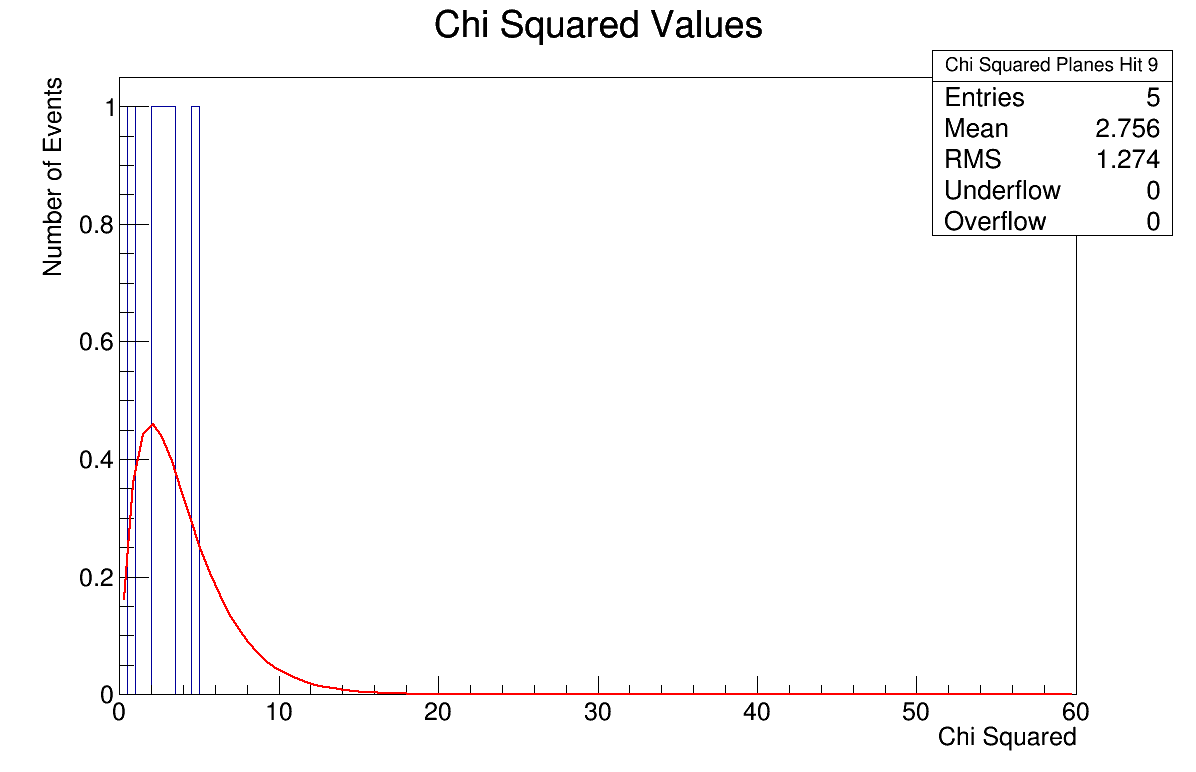 Chi Squared Values
Chi Squared Planes Hit 9
Entries 5
Mean 2.756
RMS 1.274
Underflow 0
Overflow 0
Number of Events
1
0.8
0.6
0.4
0.2
0
0 10 20 30 40 50 60
Chi Squared